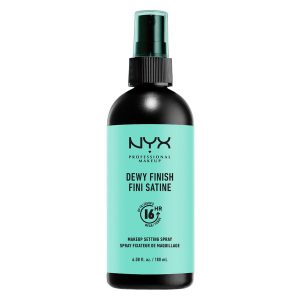 NYX
PROFESSIONAL
MAKEUP
DEWY FINISH
FINI SATINE
16 HR
MAKEUP SETTING SPRAY
SPRAY FIXATEUR DE MAQUILLAGE
6.08 fl. oz. / 180 mL